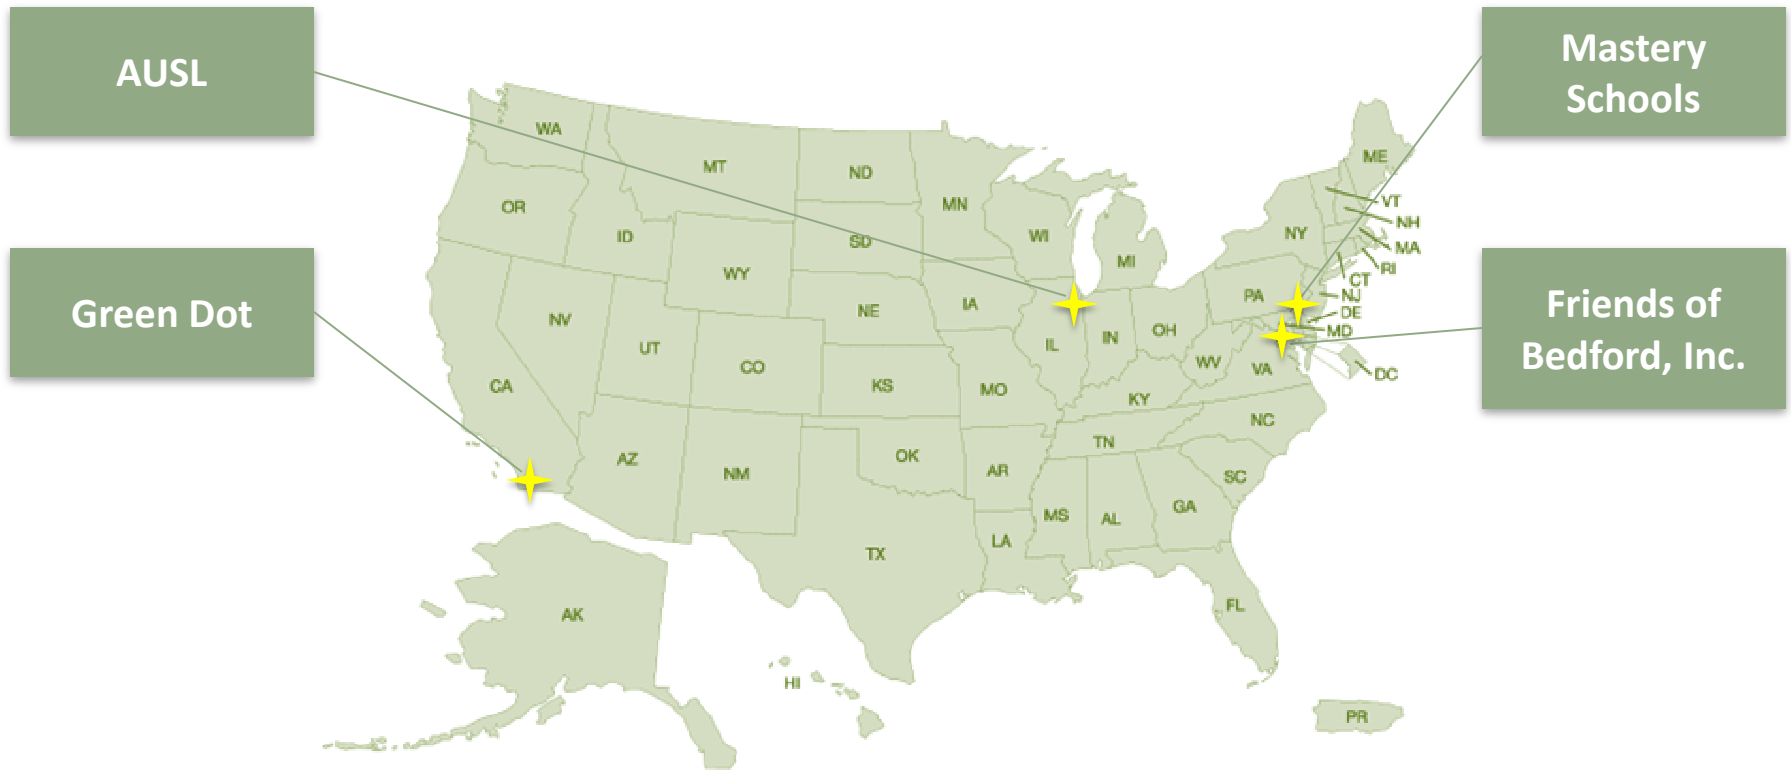 AUSL
Mastery
Schools
Green Dot
Friends of
Bedford, Inc.
WA
MT
ND
MN
ME
VT
NH
MA
RI
CT
OR
ID
SD
WI
NY
MI
WY
IA
PA
NJ
DE
MD
NV
NE
IL
IN
OH
UT
CO
WV
VA
DC
CA
KS
MO
KY
NC
AZ
NM
OK
AR
TN
SC
MS
AL
GA
TX
LA
FL
AK
HI
PR